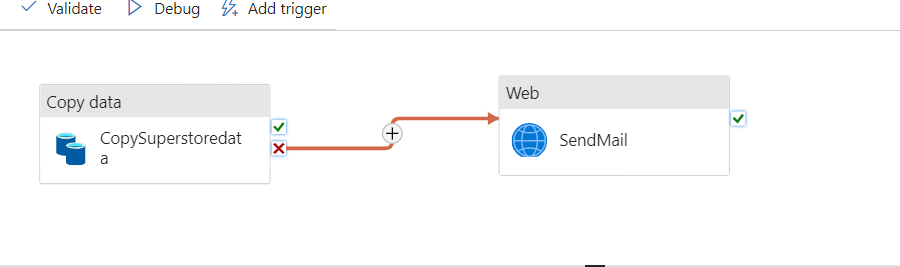 Validate Debug Add trigger
Copy data
CopySuperstoredat
a
Web
SendMail